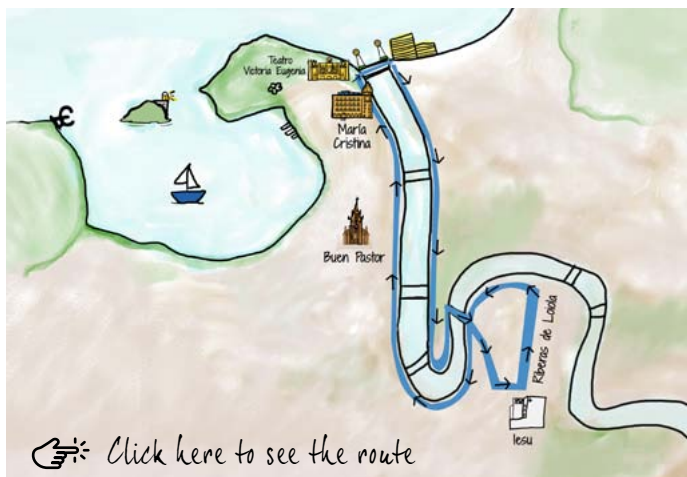 Teatro
Victoria Eugenia
María
Cristina
Buen Pastor
Riberas de Loiola
Iesu
Click here to see the route